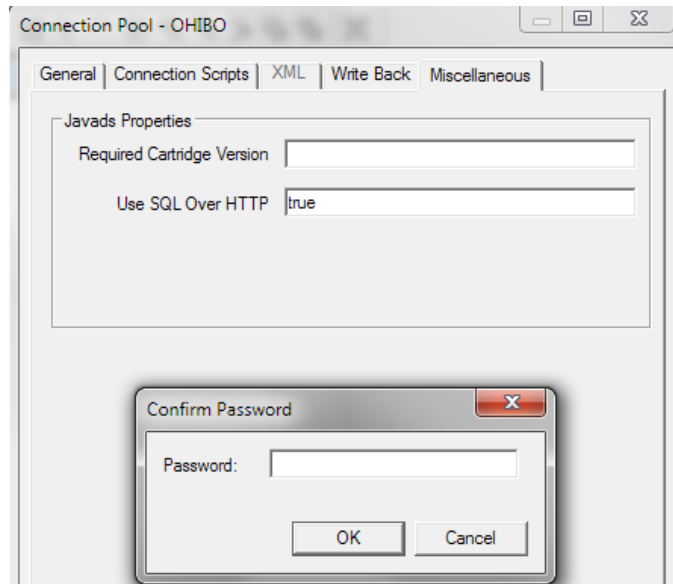 Connection Pool - OHIBO
General Connection Scripts XML Write Back Miscellaneous
Javads Properties
Required Cartridge Version
Use SQL Over HTTP true
Confirm Password
Password:
OK Cancel